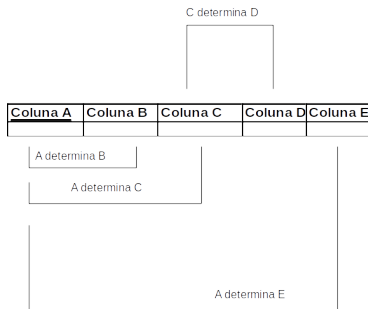 C determina D
Coluna A Coluna B Coluna C Coluna D Coluna E
A determina B
A determina C
A determina E